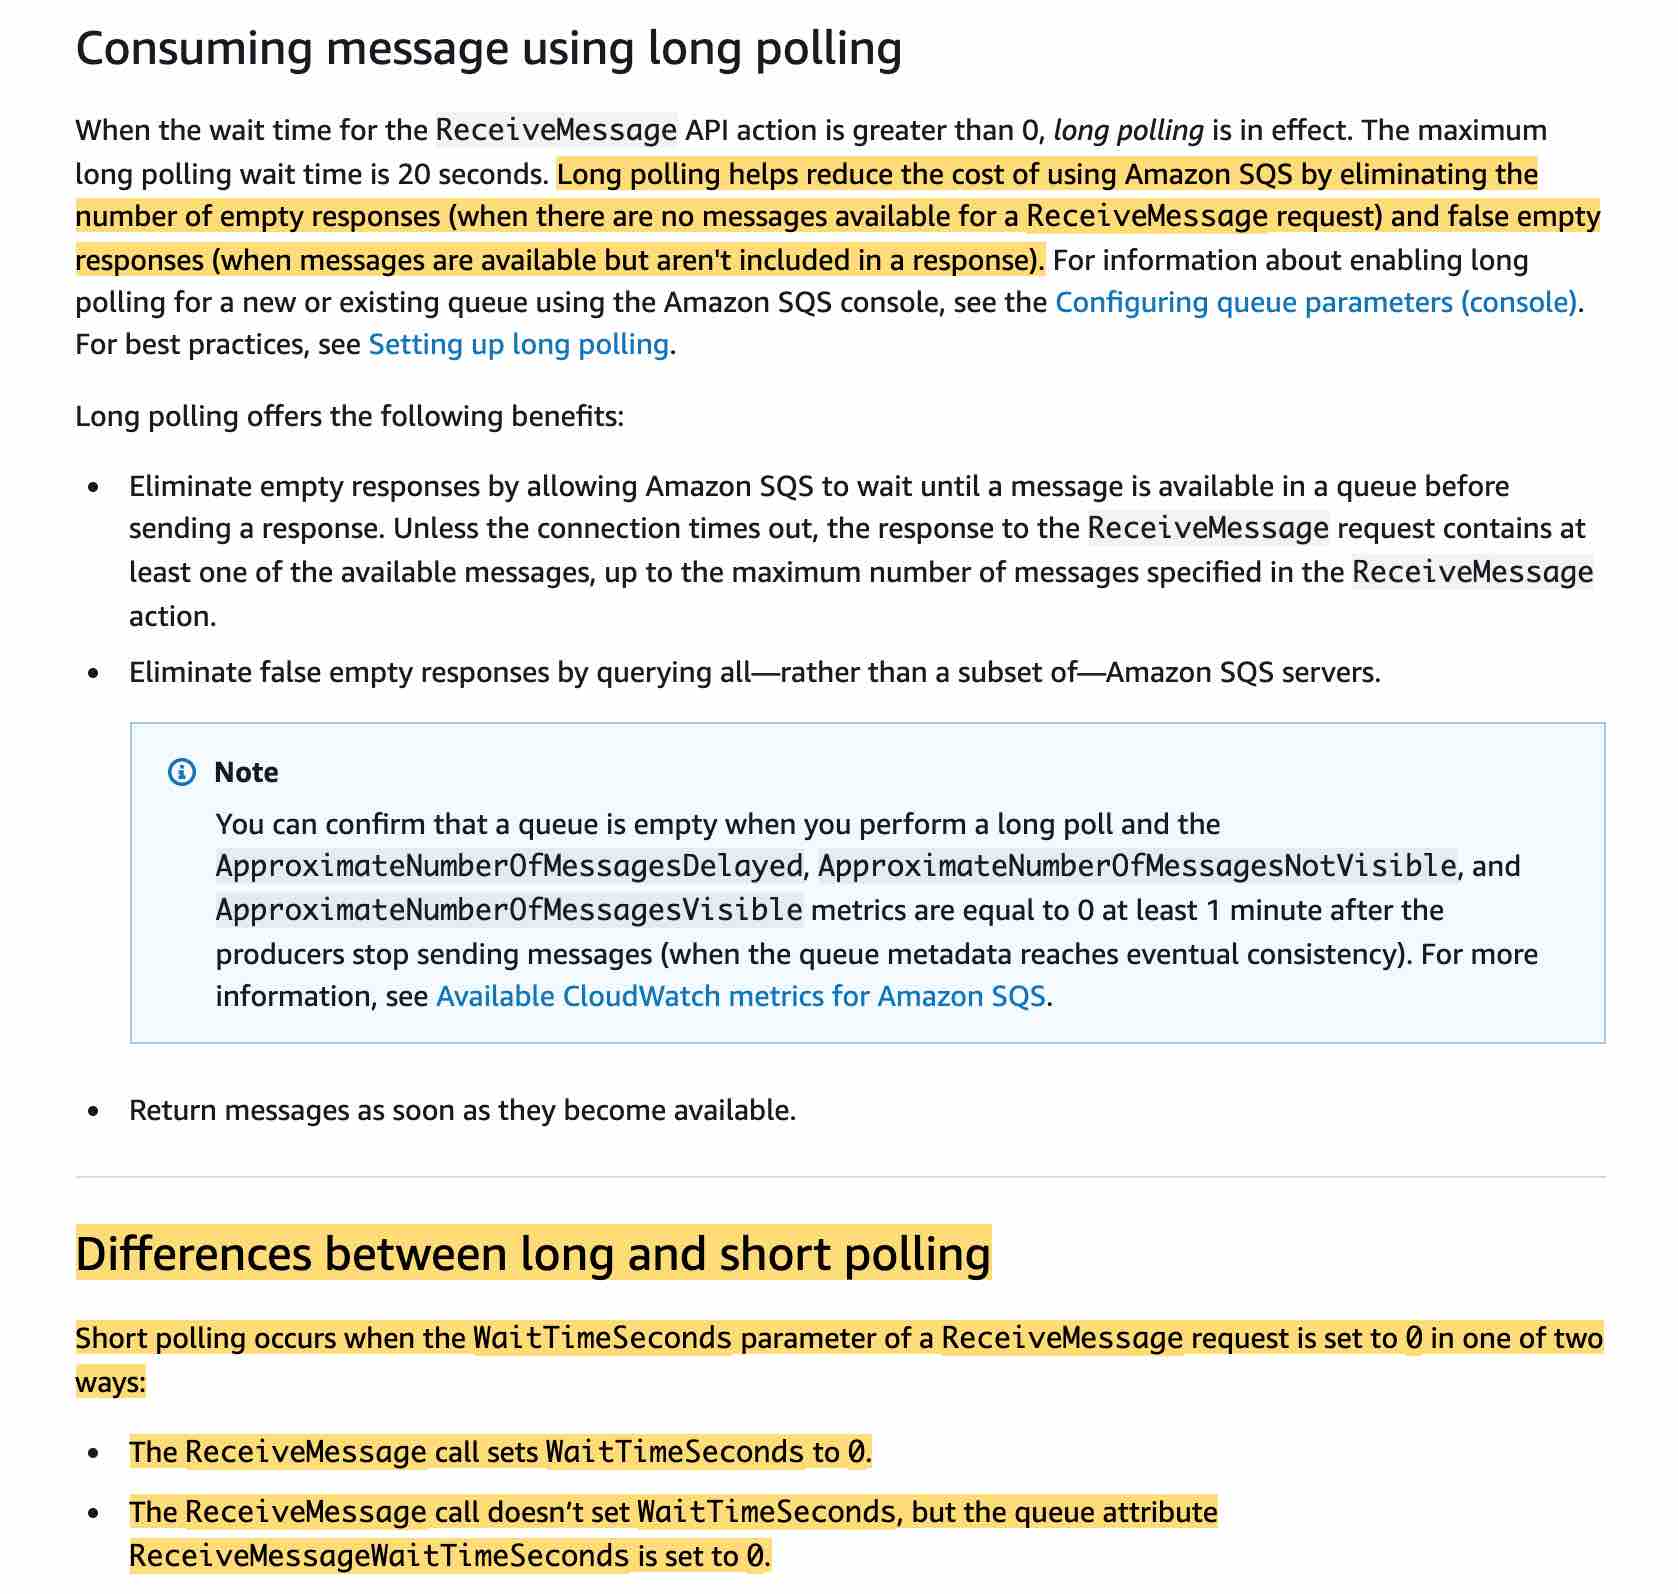 Consuming message using long polling
When the wait time for the ReceiveMessage API action is greater than 0, long polling is in effect. The maximum
long polling wait time is 20 seconds. Long polling helps reduce the cost of using Amazon SQS by eliminating the
number of empty responses (when there are no messages available for a ReceiveMessage request) and false empty
responses (when messages are available but aren't included in a response). For information about enabling long
polling for a new or existing queue using the Amazon SQS console, see the Configuring queue parameters (console).
For best practices, see Setting up long polling.
Long polling offers the following benefits:
• Eliminate empty responses by allowing Amazon SQS to wait until a message is available in a queue before
sending a response. Unless the connection times out, the response to the ReceiveMessage request contains at
least one of the available messages, up to the maximum number of messages specified in the ReceiveMessage
action.
• Eliminate false empty responses by querying all—rather than a subset of—Amazon SQS servers.
Note
You can confirm that a queue is empty when you perform a long poll and the
ApproximateNumberOfMessagesDelayed, ApproximateNumberOfMessagesNotVisible, and
ApproximateNumberOfMessagesVisible metrics are equal to 0 at least 1 minute after the
producers stop sending messages (when the queue metadata reaches eventual consistency). For more
information, see Available CloudWatch metrics for Amazon SQS.
• Return messages as soon as they become available.
Differences between long and short polling
Short polling occurs when the WaitTimeSeconds parameter of a ReceiveMessage request is set to 0 in one of two
ways:
• The ReceiveMessage call sets WaitTimeSeconds to 0.
• The ReceiveMessage call doesn’t set WaitTimeSeconds, but the queue attribute
ReceiveMessageWaitTimeSeconds is set to 0.